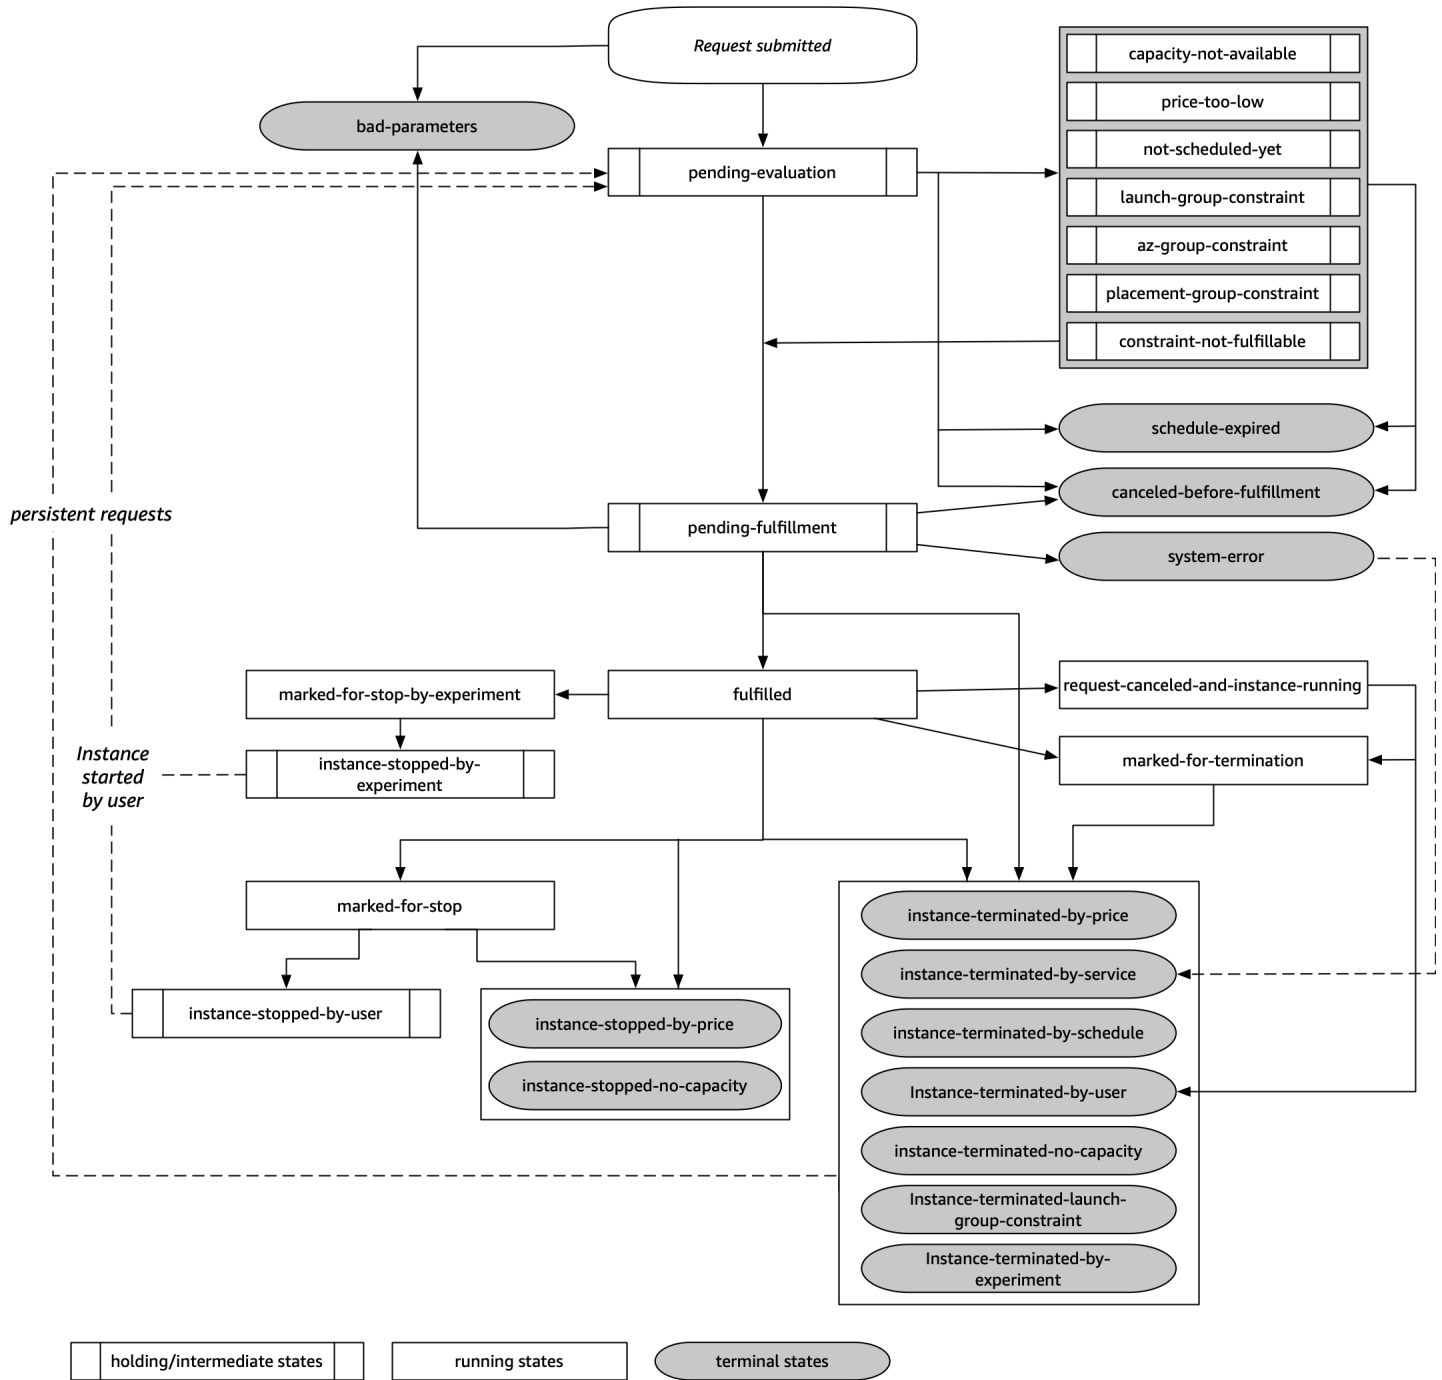 Request submitted
capacity-not-available
price-too-low
bad-parameters
not-scheduled-yet
pending-evaluation
launch-group-constraint
az-group-constraint
placement-group-constraint
constraint-not-fulfillable
schedule-expired
canceled-before-fulfillment
persistent requests
pending-fulfillment
system-error
marked-for-stop-by-experiment
fulfilled
request-canceled-and-instance-running
Instance
started
by user
instance-stopped-by-
experiment
marked-for-termination
marked-for-stop
instance-terminated-by-price
instance-terminated-by-service
instance-stopped-by-user
instance-stopped-by-price
instance-terminated-by-schedule
instance-stopped-no-capacity
Instance-terminated-by-user
instance-terminated-no-capacity
Instance-terminated-launch-
group-constraint
Instance-terminated-by-
experiment
holding/intermediate states
running states
terminal states